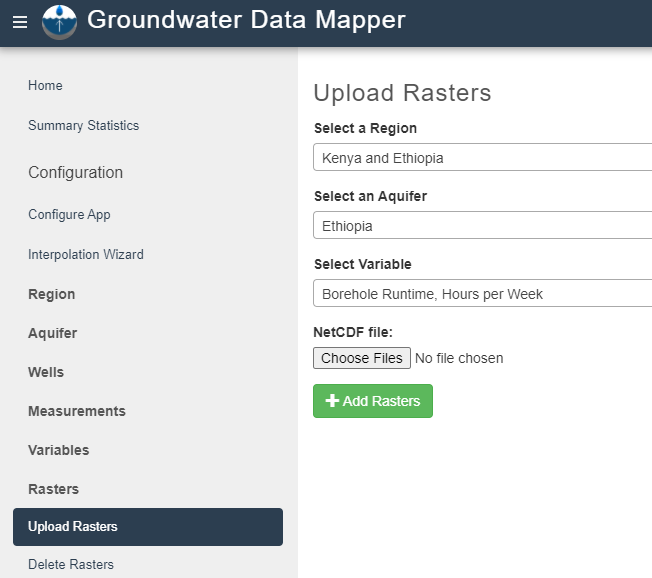 Groundwater Data Mapper
Home
Summary Statistics
Configuration
Configure App
Interpolation Wizard
Region
Aquifer
Wells
Measurements
Variables
Rasters
Upload Rasters
Delete Rasters
Upload Rasters
Select a Region
Kenya and Ethiopia
Select an Aquifer
Ethiopia
Select Variable
Borehole Runtime, Hours per Week
NetCDF file:
Choose Files No file chosen
Add Rasters